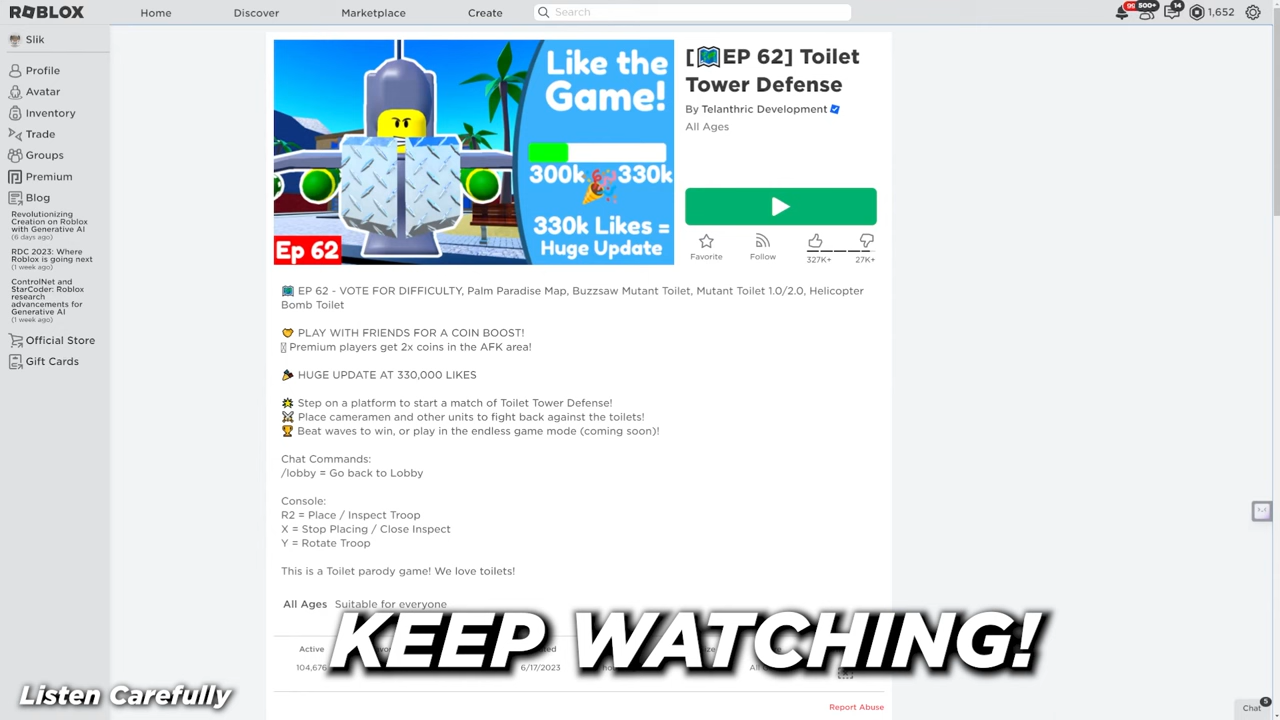 ROBLOX
Home
Discover
Marketplace
Create
Search
99
500+
14
1,652
Slik
Profile
Avatar
Inventory
Trade
Groups
Premium
Blog
Revolutionizing
Creation on Roblox
with Generative AI
(6 days ago)
RDC 2023: Where
Roblox is going next
(1 week ago)
ControlNet and
StarCoder: Roblox
research
advancements for
Generative AI
(1 week ago)
Official Store
Gift Cards
Like the
Game!
300k 330k
330k Likes =
Huge Update
Ep 62
[🗺️EP 62] Toilet
Tower Defense
By Telanthric Development
All Ages
Favorite
Follow
327K+
27K+
🗺️ EP 62 - VOTE FOR DIFFICULTY, Palm Paradise Map, Buzzsaw Mutant Toilet, Mutant Toilet 1.0/2.0, Helicopter
Bomb Toilet
PLAY WITH FRIENDS FOR A COIN BOOST!
Premium players get 2x coins in the AFK area!
🎉 HUGE UPDATE AT 330,000 LIKES
Step on a platform to start a match of Toilet Tower Defense!
⚔️ Place cameramen and other units to fight back against the toilets!
🏆 Beat waves to win, or play in the endless game mode (coming soon)!
Chat Commands:
/lobby = Go back to Lobby
Console:
R2 = Place / Inspect Troop
X = Stop Placing / Close Inspect
Y = Rotate Troop
This is a Toilet parody game! We love toilets!
All Ages Suitable for everyone
KEEP WATCHING!
Active
104,676
6/17/2023
Report Abuse
Listen Carefully
Chat
5